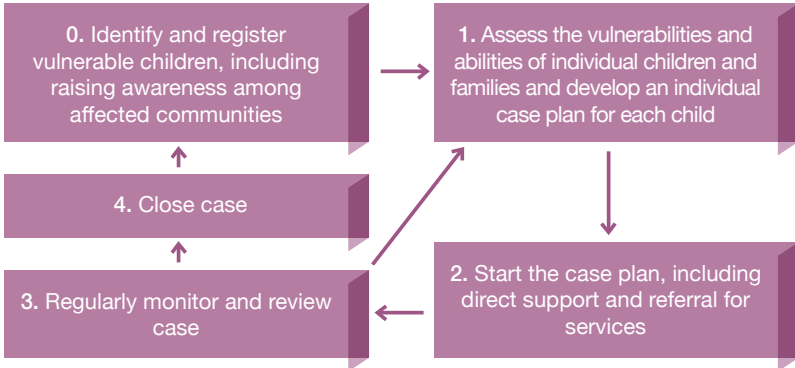 0. Identify and register
vulnerable children, including
raising awareness among
affected communities
1. Assess the vulnerabilities and
abilities of individual children and
families and develop an individual
case plan for each child
2. Start the case plan, including
direct support and referral for
services
3. Regularly monitor and review
case
4. Close case